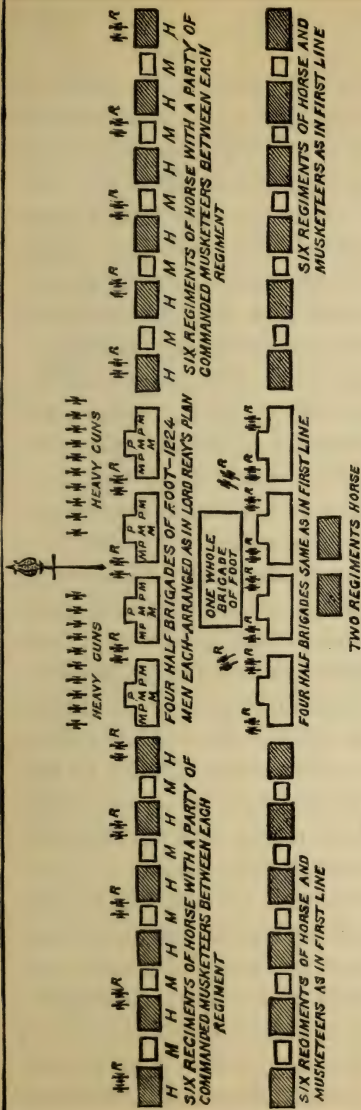 HEAVY GUNS
HEAVY GUNS
R R R R R R
R R R R
R R R R R R
H M H M H M H M H M H
SIX REGIMENTS OF HORSE WITH A PARTY OF
COMMANDED MUSKETEERS BETWEEN EACH
REGIMENT
P
MPMPM
M
P
MPMPM
M
P
MPMPM
M
P
MPMPM
M
FOUR HALF BRIGADES OF FOOT-1224
MEN EACH-ARRANGED AS IN LORD REAY'S PLAN
H M H M H M H M H M H
SIX REGIMENTS OF HORSE WITH A PARTY OF
COMMANDED MUSKETEERS BETWEEN EACH
REGIMENT
R
ONE WHOLE
BRIGADE
OF FOOT
R
R R R R
SIX REGIMENTS OF HORSE AND
MUSKETEERS AS IN FIRST LINE
FOUR HALF BRIGADES SAME AS IN FIRST LINE
SIX REGIMENTS OF HORSE AND
MUSKETEERS AS IN FIRST LINE
TWO REGIMENTS HORSE